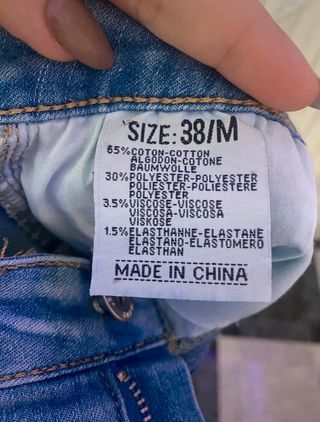 SIZE: 38/M
65% COTON-COTTON
ALGODON-COTONE
BAUMWOLLE
30% POLYESTER-POLYESTER
POLIESTER-POLIESTERE
POLYESTER
3.5% VISCOSE-VISCOSE
VISCOSA-VISCOSA
VISKOSE
1.5% ELASTHANNE-ELASTANE
ELASTANO-ELASTOMERO
ELASTHAN
MADE IN CHINA